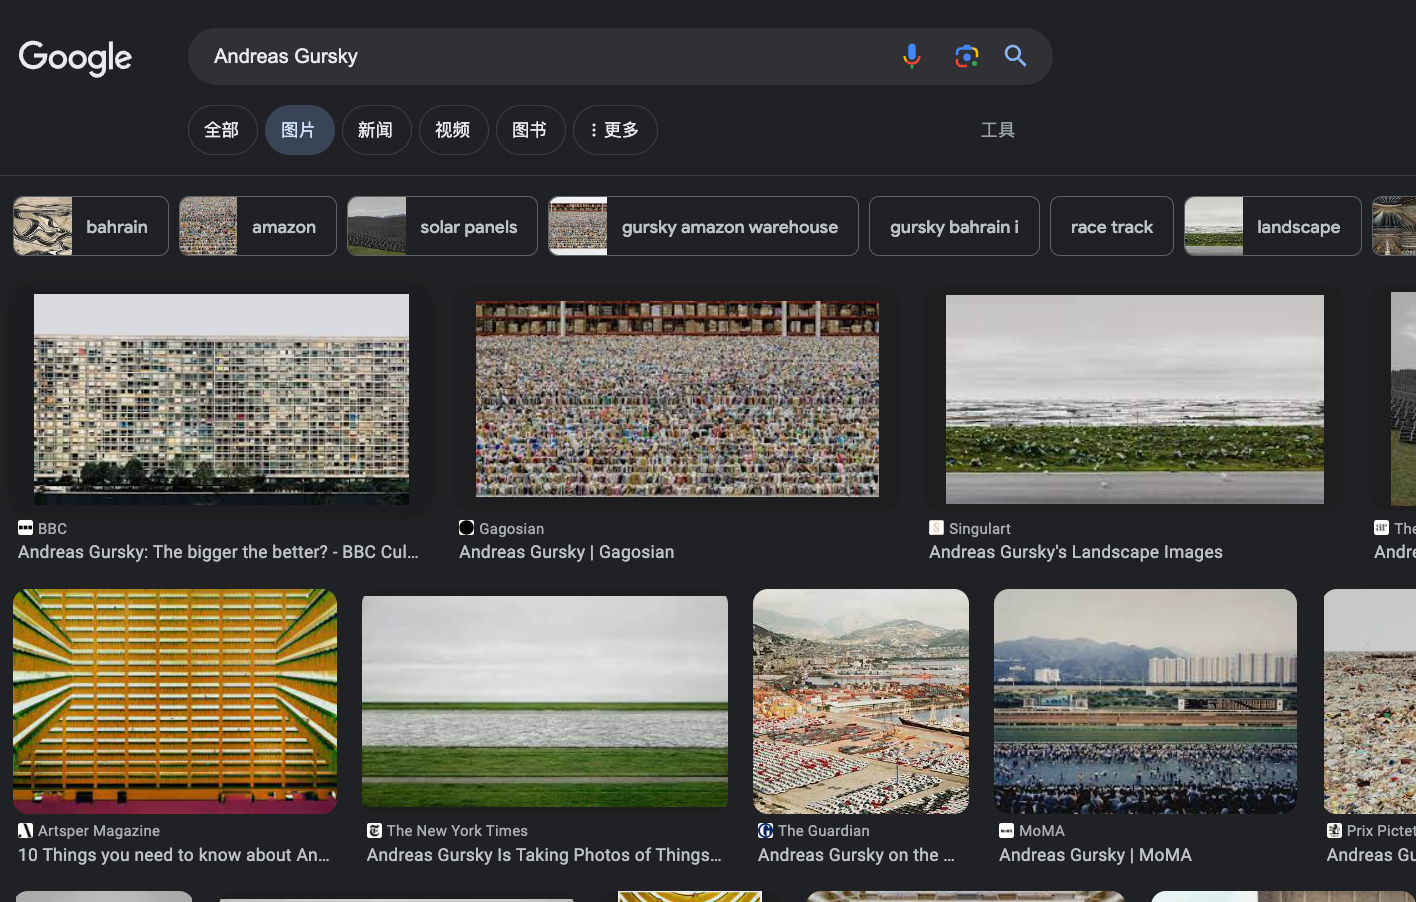 Google
Andreas Gursky
全部
图片
新闻
视频
图书
更多
工具
bahrain
amazon
solar panels
gursky amazon warehouse
gursky bahrain i
race track
landscape
BBC
Andreas Gursky: The bigger the better? - BBC Cul...
Gagosian
Andreas Gursky | Gagosian
Singulart
Andreas Gursky's Landscape Images
The
Andre
Artsper Magazine
10 Things you need to know about An...
The New York Times
Andreas Gursky Is Taking Photos of Things...
The Guardian
Andreas Gursky on the ...
MoMA
Andreas Gursky | MoMA
Prix Pictet
Andreas Gu